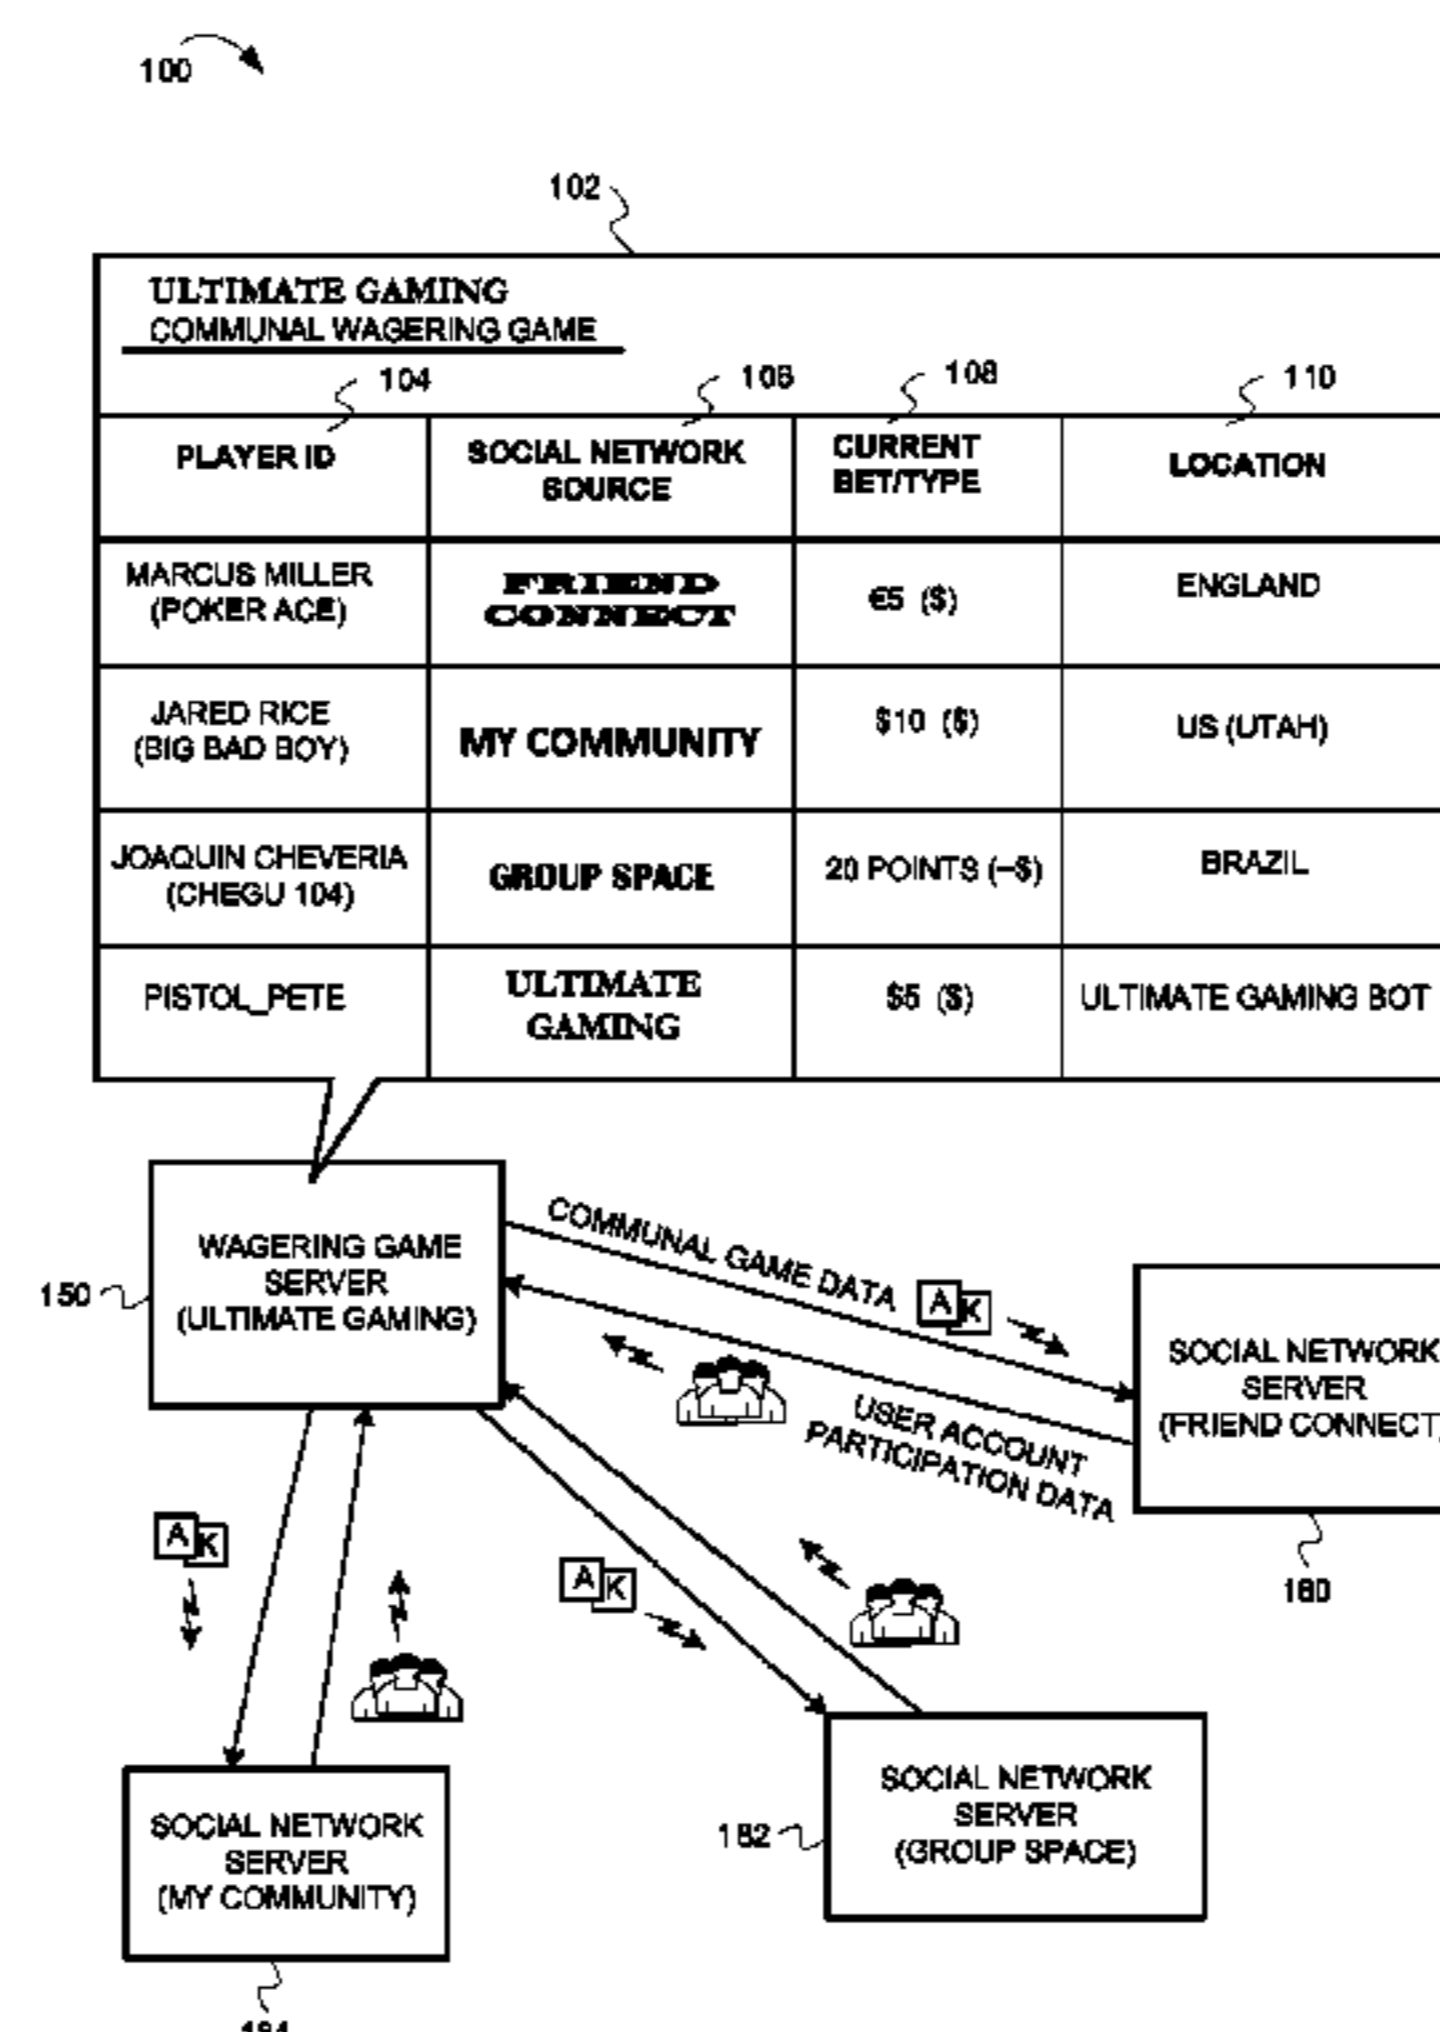 100
102
ULTIMATE GAMING
COMMUNAL WAGERING GAME
104
106
108
110
PLAYER ID
SOCIAL NETWORK
SOURCE
CURRENT
BET/TYPE
LOCATION
MARCUS MILLER
(POKER ACE)
FRIEND
CONNECT
€5 ($)
ENGLAND
JARED RICE
(BIG BAD BOY)
MY COMMUNITY
$10 ($)
US (UTAH)
JOAQUIN CHEVERIA
(CHEGU 104)
GROUP SPACE
20 POINTS (–$)
BRAZIL
PISTOL_PETE
ULTIMATE
GAMING
$5 ($)
ULTIMATE GAMING BOT
150
WAGERING GAME
SERVER
(ULTIMATE GAMING)
COMMUNAL GAME DATA
A K
USER ACCOUNT
PARTICIPATION DATA
SOCIAL NETWORK
SERVER
(FRIEND CONNECT)
180
A K
A K
SOCIAL NETWORK
SERVER
(MY COMMUNITY)
182
SOCIAL NETWORK
SERVER
(GROUP SPACE)